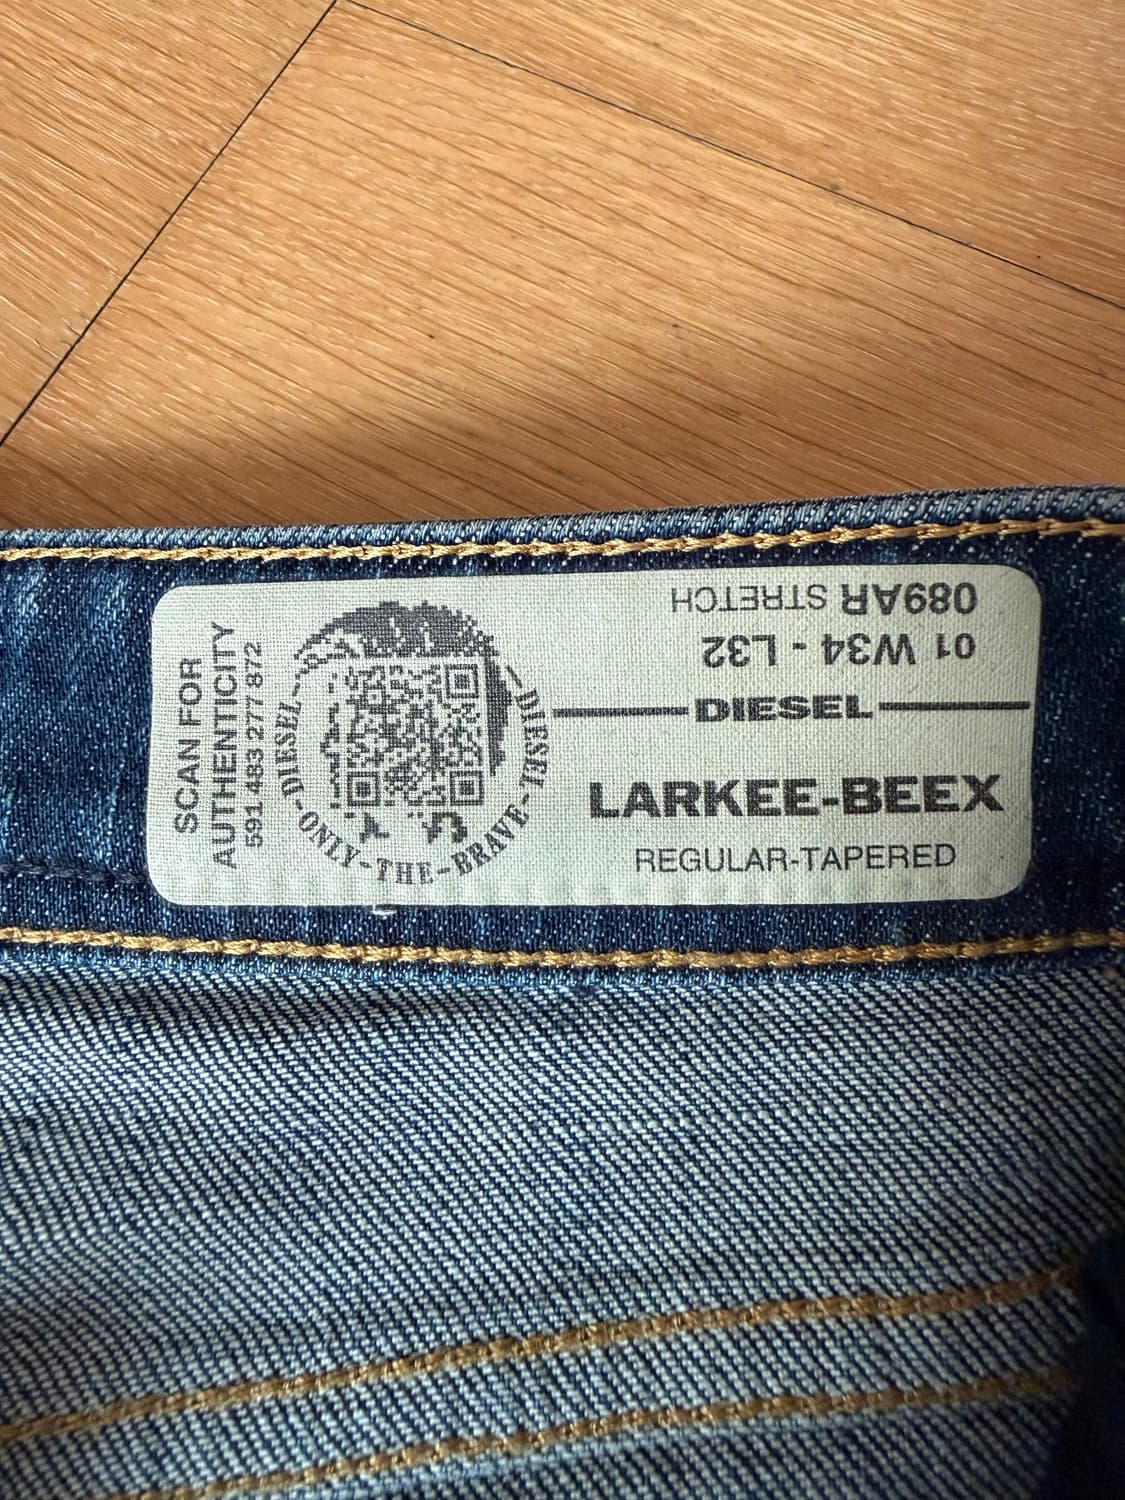 SCAN FOR
AUTHENTICITY
591 483 277 872
DIESEL-ONLY-THE-BRAVE-DIESEL
089AR STRETCH
01 W34 - L32
DIESEL
LARKEE-BEEX
REGULAR-TAPERED